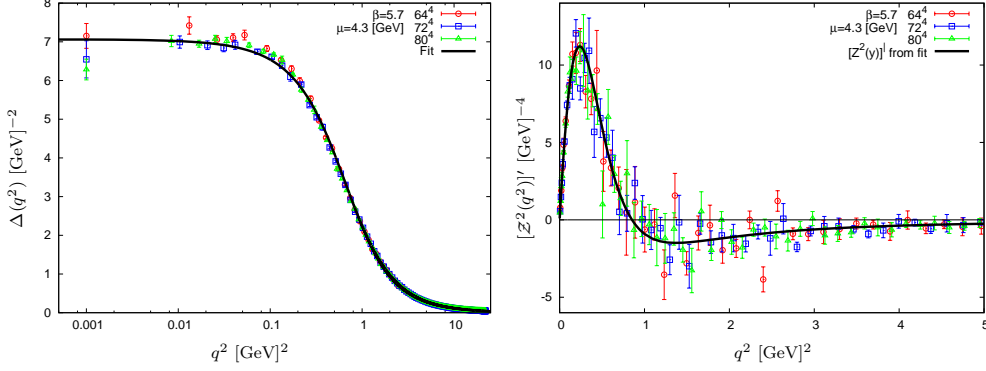 β=5.7 64⁴
μ=4.3 [GeV] 72⁴
80⁴
Fit
Δ(q²) [GeV]⁻²
8
7
6
5
4
3
2
1
0
0.001
0.01
0.1
1
10
q² [GeV]²
β=5.7 64⁴
μ=4.3 [GeV] 72⁴
80⁴
[Z²(y)]ˡ from fit
[Z²(q²)]′ [GeV]⁻⁴
10
5
0
-5
0
1
2
3
4
5
q² [GeV]²